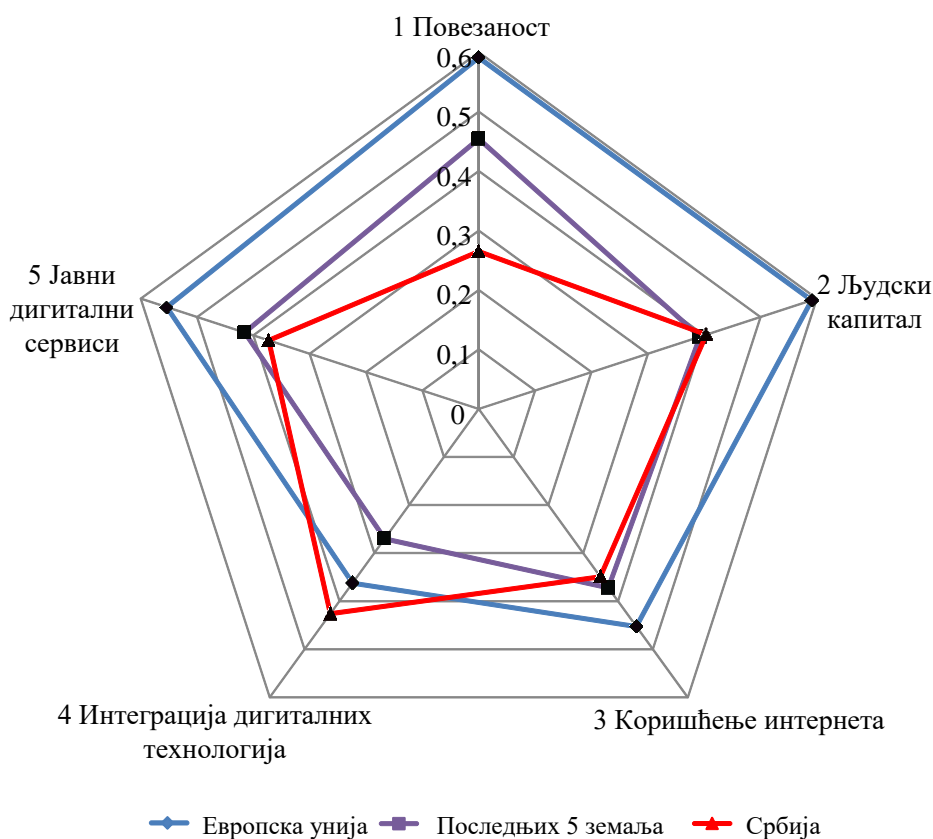 1 Повезаност
0,6
0,5
0,4
0,3
0,2
0,1
0
2 Људски
капитал
3 Коришћење интернета
4 Интеграција дигиталних
технологија
5 Јавни
дигитални
сервиси
Европска унија
Последњих 5 земаља
Србија